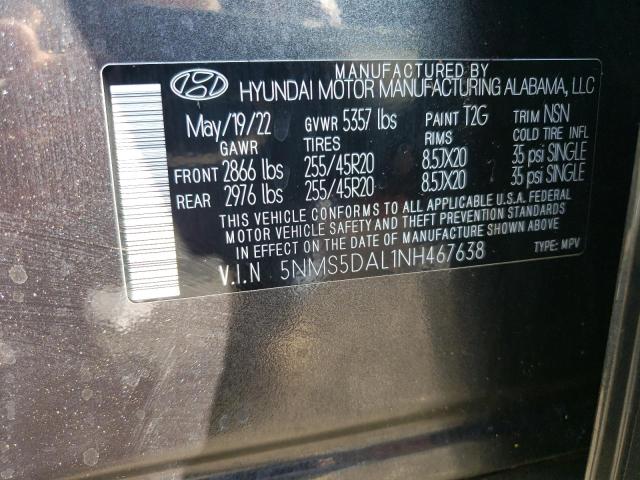 MANUFACTURED BY
HYUNDAI MOTOR MANUFACTURING ALABAMA, LLC
May/19/22 GVWR 5357 lbs PAINT T2G TRIM NSN
GAWR TIRES RIMS COLD TIRE INFL
FRONT 2866 lbs 255/45R20 8.5JX20 35 psi SINGLE
REAR 2976 lbs 255/45R20 8.5JX20 35 psi SINGLE
THIS VEHICLE CONFORMS TO ALL APPLICABLE U.S.A. FEDERAL
MOTOR VEHICLE SAFETY AND THEFT PREVENTION STANDARDS
IN EFFECT ON THE DATE OF MANUFACTURE SHOWN ABOVE
V.I.N 5NMS5DAL1NH467638 TYPE: MPV